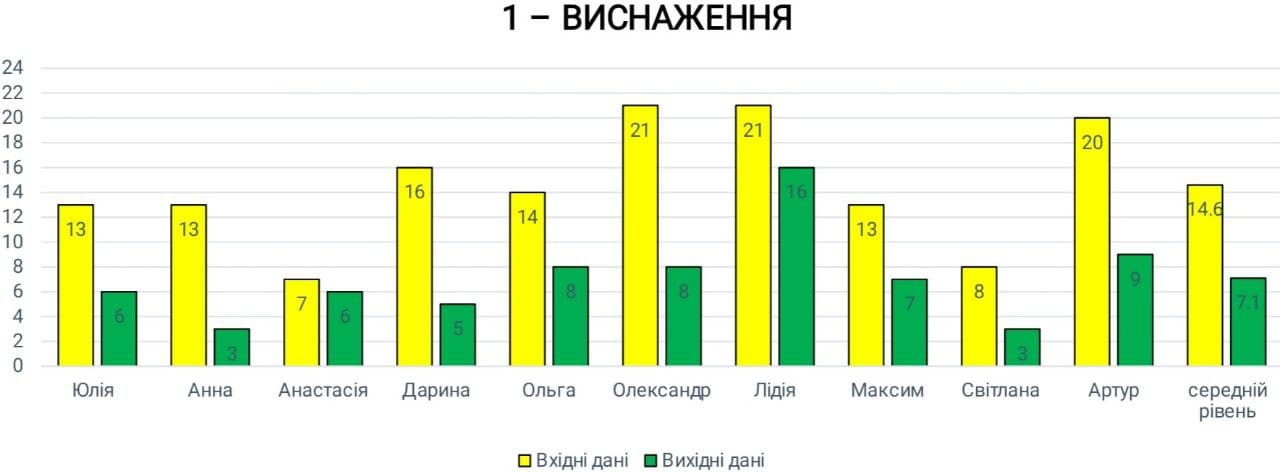 1 – ВИСНАЖЕННЯ
24
22
20
18
16
14
12
10
8
6
4
2
0
13 6 13 3 7 6 16 5 14 8 21 8 21 16 13 7 8 3 20 9 14.6 7.1
Юлія Анна Анастасія Дарина Ольга Олександр Лідія Максим Світлана Артур середній
рівень
Вхідні дані Вихідні дані